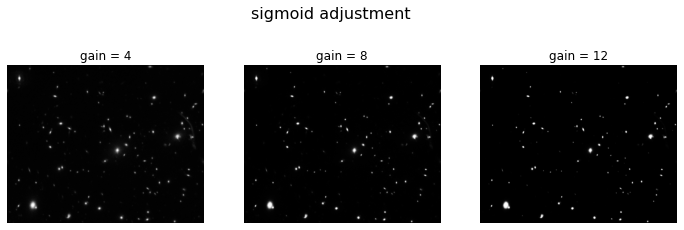 sigmoid adjustment
gain = 4
gain = 8
gain = 12